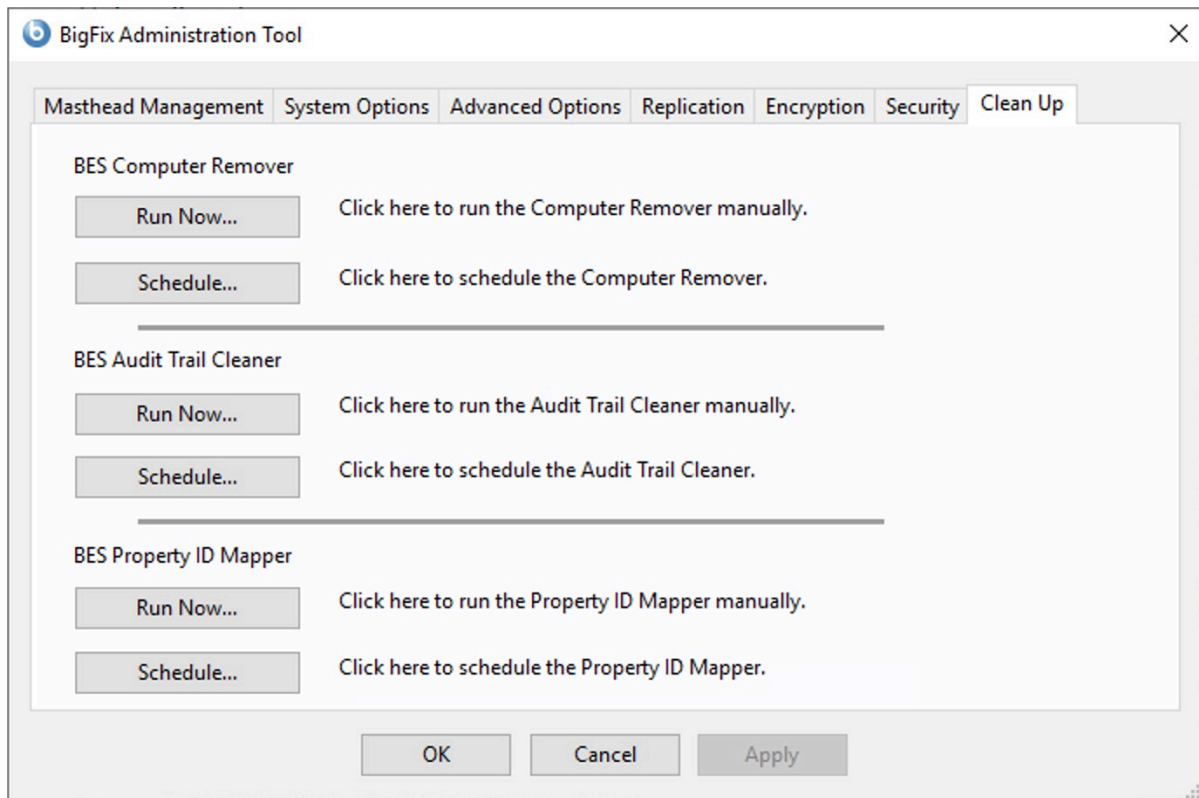 BigFix Administration Tool
Masthead Management System Options Advanced Options Replication Encryption Security Clean Up
BES Computer Remover
Run Now... Click here to run the Computer Remover manually.
Schedule... Click here to schedule the Computer Remover.
BES Audit Trail Cleaner
Run Now... Click here to run the Audit Trail Cleaner manually.
Schedule... Click here to schedule the Audit Trail Cleaner.
BES Property ID Mapper
Run Now... Click here to run the Property ID Mapper manually.
Schedule... Click here to schedule the Property ID Mapper.
OK Cancel Apply